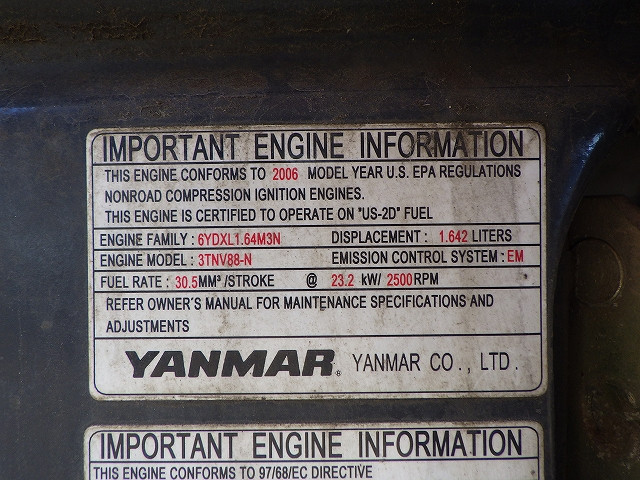 IMPORTANT ENGINE INFORMATION
THIS ENGINE CONFORMS TO 2006 MODEL YEAR U.S. EPA REGULATIONS
NONROAD COMPRESSION IGNITION ENGINES.
THIS ENGINE IS CERTIFIED TO OPERATE ON "US-2D" FUEL
ENGINE FAMILY : 6YDXL1.64M3N DISPLACEMENT : 1.642 LITERS
ENGINE MODEL : 3TNV88-N EMISSION CONTROL SYSTEM : EM
FUEL RATE : 30.5MM³ /STROKE @ 23.2 kW/ 2500RPM
REFER OWNER´S MANUAL FOR MAINTENANCE SPECIFICATIONS AND
ADJUSTMENTS
YANMAR® YANMAR CO., LTD.
IMPORTANT ENGINE INFORMATION
THIS ENGINE CONFORMS TO 97/68/EC DIRECTIVE